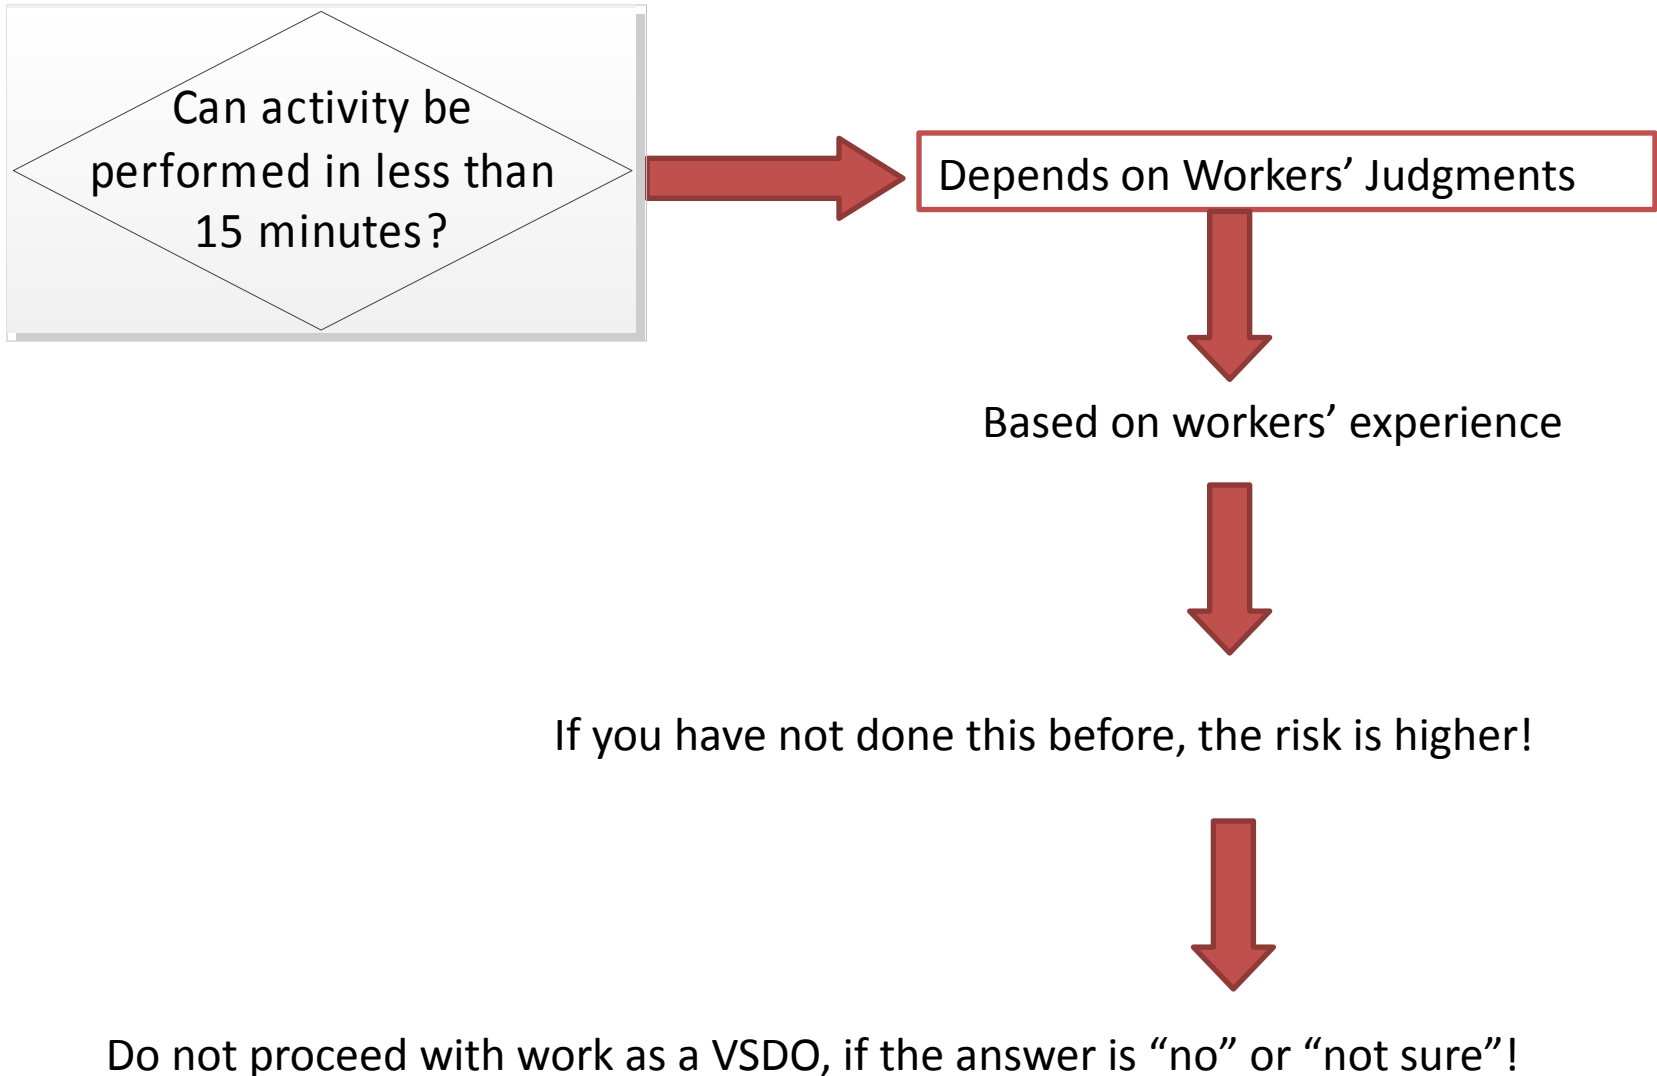 Can activity be
performed in less than
15 minutes?
Depends on Workers’ Judgments
Based on workers’ experience
If you have not done this before, the risk is higher!
Do not proceed with work as a VSDO, if the answer is “no” or “not sure”!